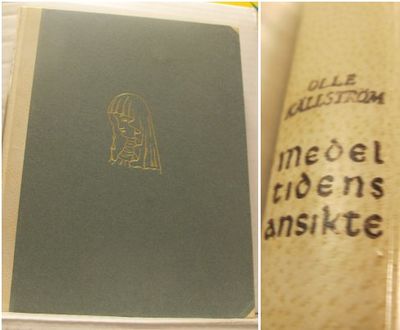 OLLE
KÄLLSTRÖM
medel
tidens
ansikte